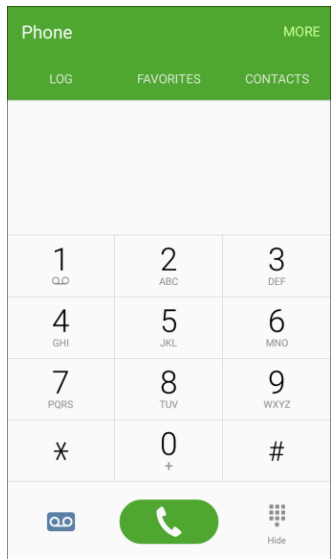 Phone MORE
LOG FAVORITES CONTACTS
1 2 3
ABC DEF
4 5 6
GHI JKL MNO
7 8 9
PQRS TUV WXYZ
* 0 #
+
Hide